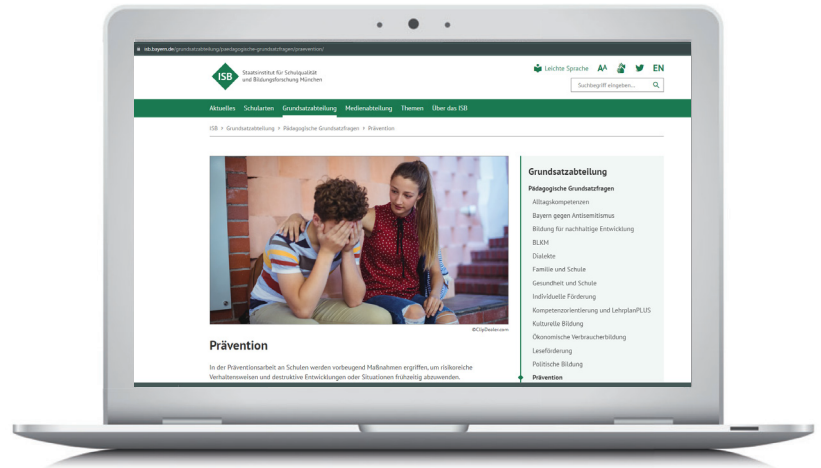 isb.bayern.de/grundsatzabteilung/paedagogische-grundsatzfragen/praevention/
ISB
Staatsinstitut für Schulqualität
und Bildungsforschung München
Leichte Sprache AA EN
Suchbegriff eingeben...
Aktuelles Schularten Grundsatzabteilung Medienabteilung Themen Über das ISB
ISB > Grundsatzabteilung > Pädagogische Grundsatzfragen > Prävention
©ClipDealer.com
Prävention
In der Präventionsarbeit an Schulen werden vorbeugend Maßnahmen ergriffen, um risikoreiche
Verhaltensweisen und destruktive Entwicklungen oder Situationen frühzeitig abzuwenden.
Grundsatzabteilung
Pädagogische Grundsatzfragen
Alltagskompetenzen
Bayern gegen Antisemitismus
Bildung für nachhaltige Entwicklung
BLKM
Dialekte
Familie und Schule
Gesundheit und Schule
Individuelle Förderung
Kompetenzorientierung und LehrplanPLUS
Kulturelle Bildung
Ökonomische Verbraucherbildung
Leseförderung
Politische Bildung
Prävention